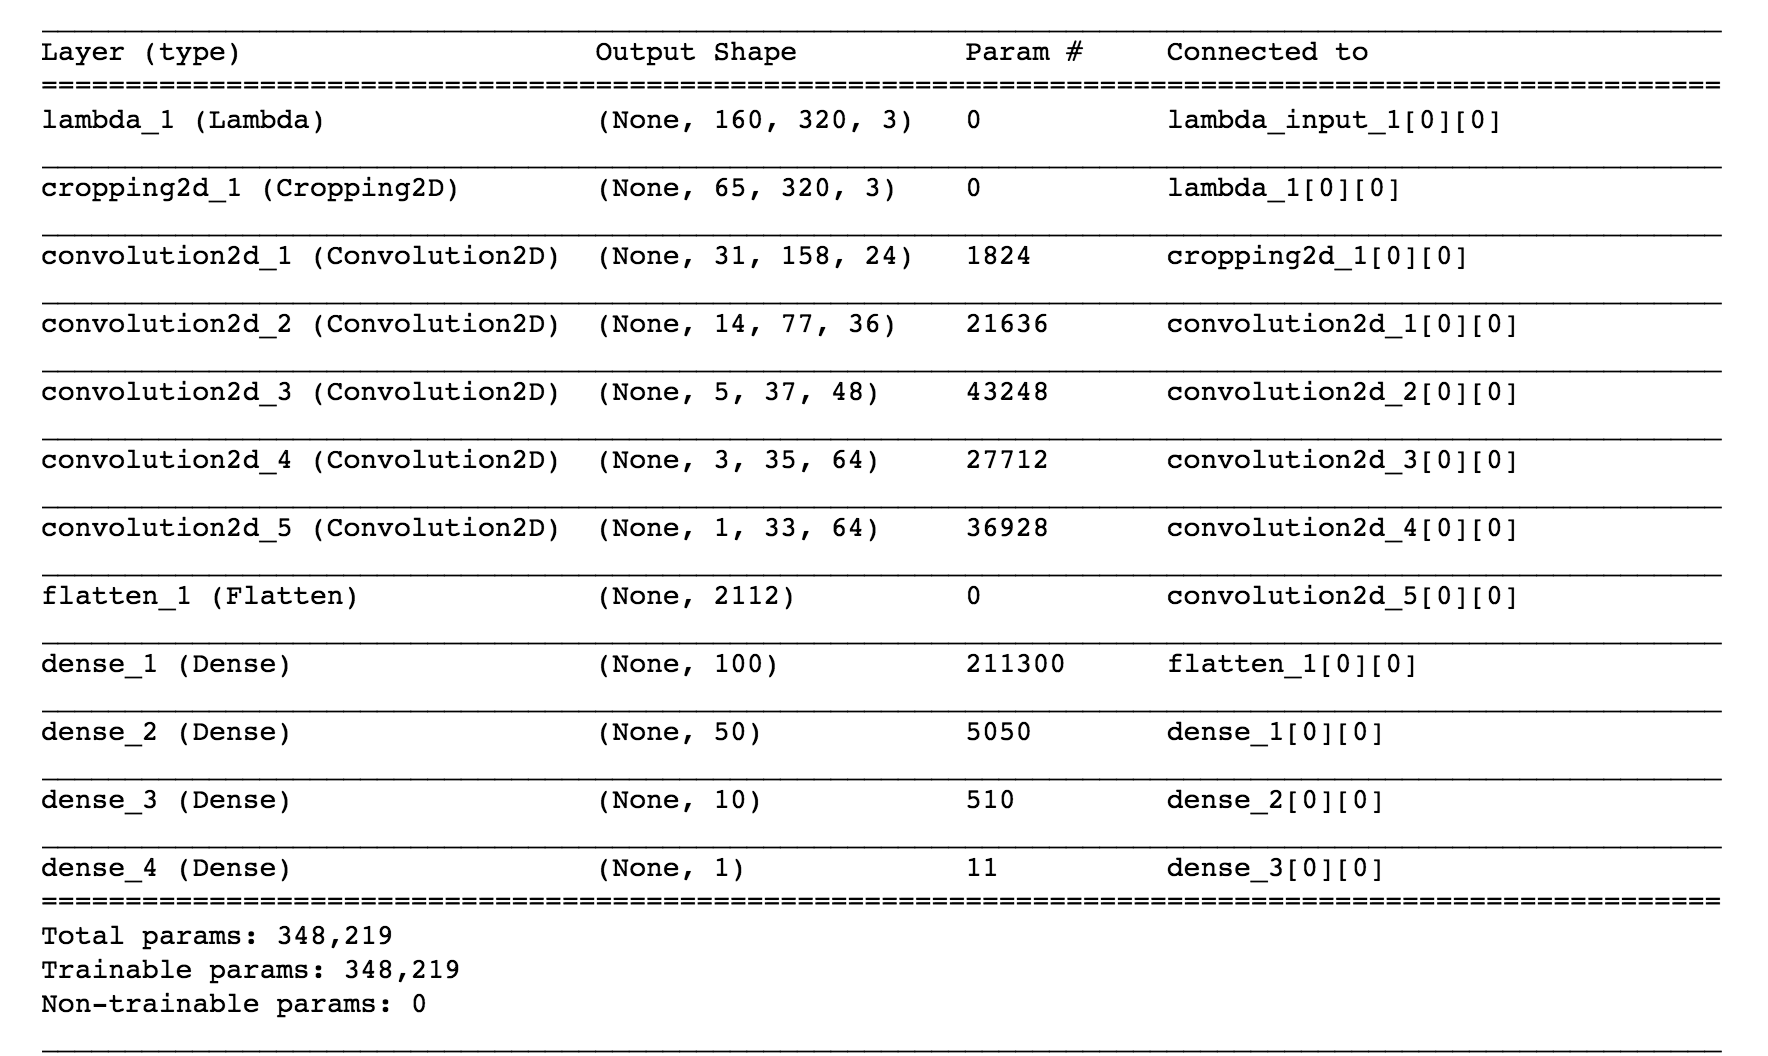 Layer (type) Output Shape Param # Connected to
====================================================================================================
lambda_1 (Lambda) (None, 160, 320, 3) 0 lambda_input_1[0][0]
cropping2d_1 (Cropping2D) (None, 65, 320, 3) 0 lambda_1[0][0]
convolution2d_1 (Convolution2D) (None, 31, 158, 24) 1824 cropping2d_1[0][0]
convolution2d_2 (Convolution2D) (None, 14, 77, 36) 21636 convolution2d_1[0][0]
convolution2d_3 (Convolution2D) (None, 5, 37, 48) 43248 convolution2d_2[0][0]
convolution2d_4 (Convolution2D) (None, 3, 35, 64) 27712 convolution2d_3[0][0]
convolution2d_5 (Convolution2D) (None, 1, 33, 64) 36928 convolution2d_4[0][0]
flatten_1 (Flatten) (None, 2112) 0 convolution2d_5[0][0]
dense_1 (Dense) (None, 100) 211300 flatten_1[0][0]
dense_2 (Dense) (None, 50) 5050 dense_1[0][0]
dense_3 (Dense) (None, 10) 510 dense_2[0][0]
dense_4 (Dense) (None, 1) 11 dense_3[0][0]
====================================================================================================
Total params: 348,219
Trainable params: 348,219
Non-trainable params: 0